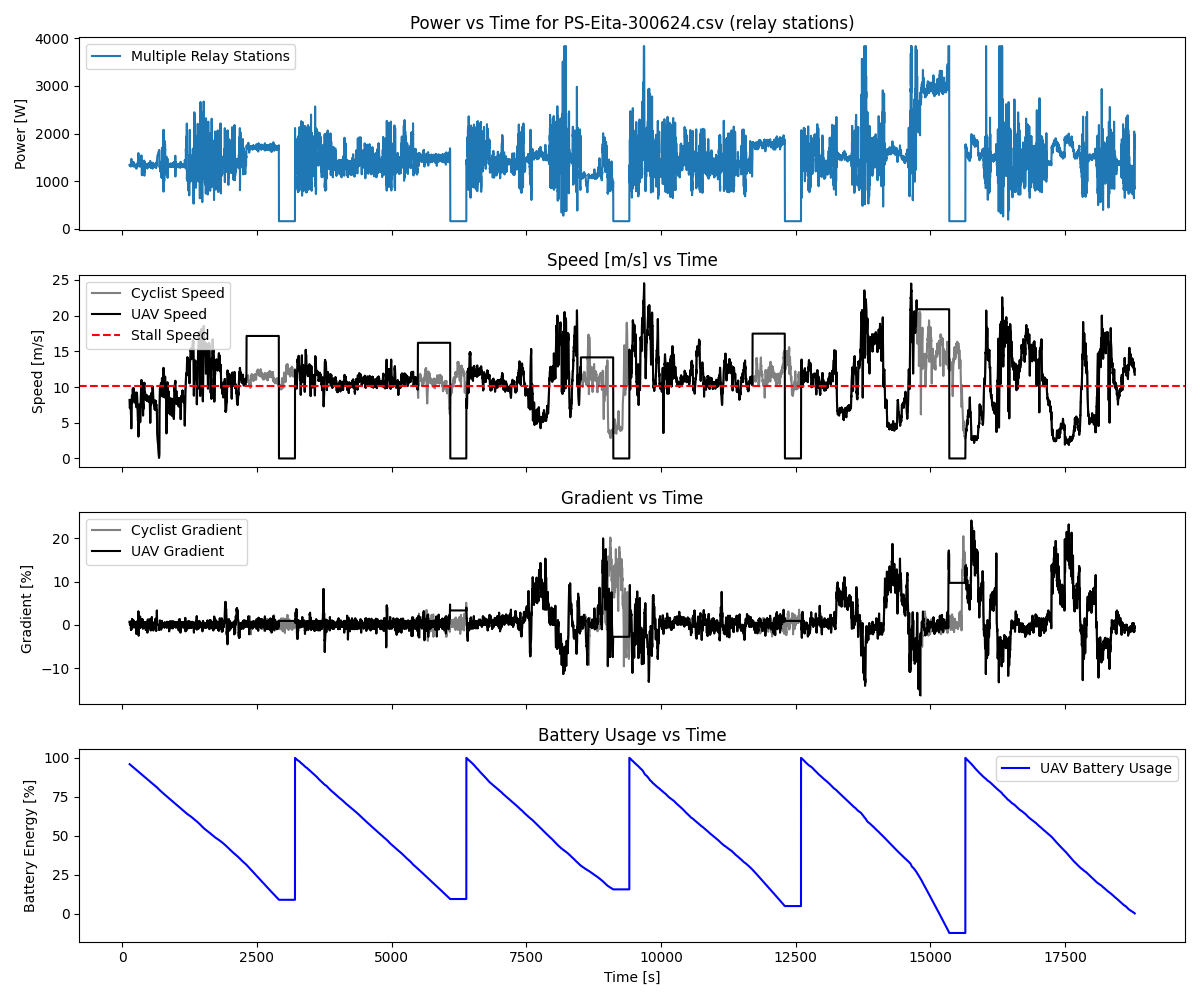 Power vs Time for PS-Eita-300624.csv (relay stations)
4000
3000
2000
1000
0
Power [W]
Multiple Relay Stations
Speed [m/s] vs Time
25
20
15
10
5
0
Speed [m/s]
Cyclist Speed
UAV Speed
Stall Speed
Gradient vs Time
20
10
0
−10
Gradient [%]
Cyclist Gradient
UAV Gradient
Battery Usage vs Time
100
75
50
25
0
Battery Energy [%]
UAV Battery Usage
0 2500 5000 7500 10000 12500 15000 17500
Time [s]